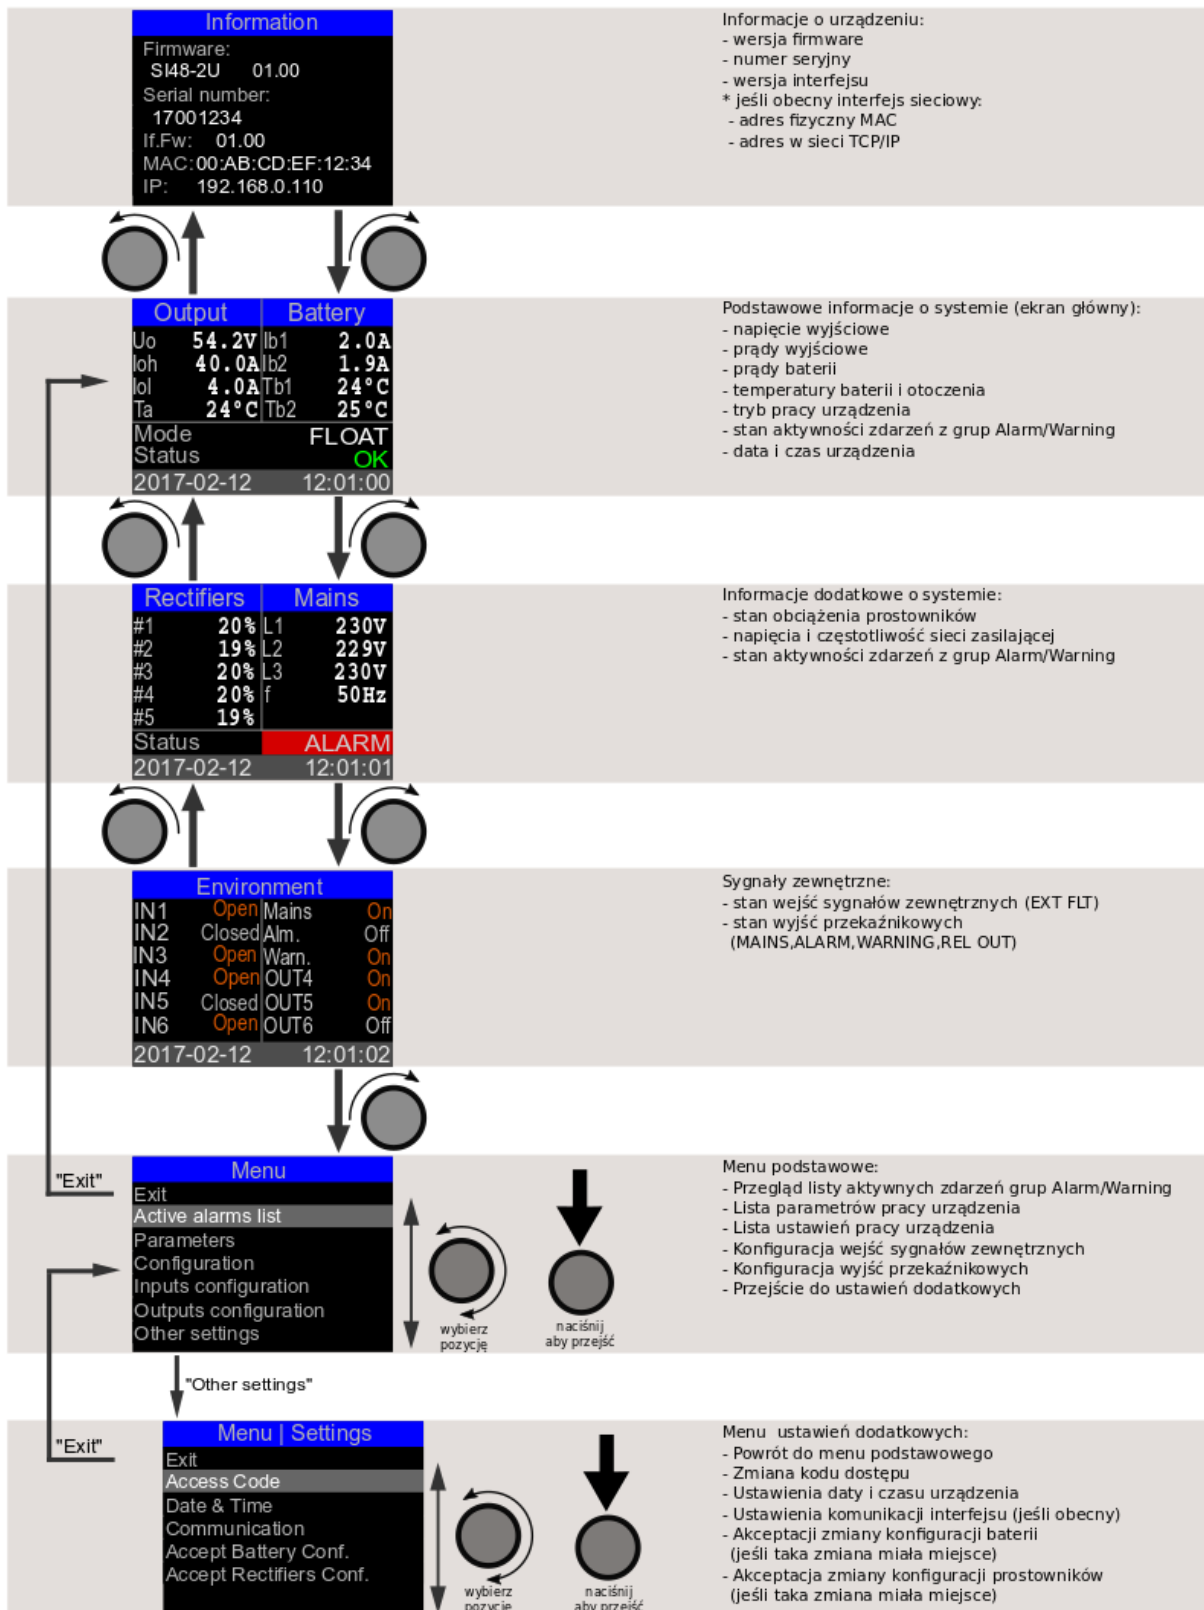 Information
Firmware:
SI48-2U 01.00
Serial number:
17001234
If.Fw: 01.00
MAC:00:AB:CD:EF:12:34
IP: 192.168.0.110
Informacje o urządzeniu:
- wersja firmware
- numer seryjny
- wersja interfejsu
* jeśli obecny interfejs sieciowy:
- adres fizyczny MAC
- adres w sieci TCP/IP
Output Battery
Uo 54.2V Ib1 2.0A
Ioh 40.0A Ib2 1.9A
Iol 4.0A Tb1 24°C
Ta 24°C Tb2 25°C
Mode FLOAT
Status OK
2017-02-12 12:01:00
Podstawowe informacje o systemie (ekran główny):
- napięcie wyjściowe
- prądy wyjściowe
- prądy baterii
- temperatury baterii i otoczenia
- tryb pracy urządzenia
- stan aktywności zdarzeń z grup Alarm/Warning
- data i czas urządzenia
Rectifiers Mains
#1 20% L1 230V
#2 19% L2 229V
#3 20% L3 230V
#4 20% f 50Hz
#5 19%
Status ALARM
2017-02-12 12:01:01
Informacje dodatkowe o systemie:
- stan obciążenia prostowników
- napięcia i częstotliwość sieci zasilającej
- stan aktywności zdarzeń z grup Alarm/Warning
Environment
IN1 Open Mains On
IN2 Closed Alm. Off
IN3 Open Warn. On
IN4 Open OUT4 On
IN5 Closed OUT5 On
IN6 Open OUT6 Off
2017-02-12 12:01:02
Sygnały zewnętrzne:
- stan wejść sygnałów zewnętrznych (EXT FLT)
- stan wyjść przekaźnikowych
(MAINS,ALARM,WARNING,REL OUT)
"Exit"
Menu
Exit
Active alarms list
Parameters
Configuration
Inputs configuration
Outputs configuration
Other settings
wybierz
pozycję
naciśnij
aby przejść
Menu podstawowe:
- Przegląd listy aktywnych zdarzeń grup Alarm/Warning
- Lista parametrów pracy urządzenia
- Lista ustawień pracy urządzenia
- Konfiguracja wejść sygnałów zewnętrznych
- Konfiguracja wyjść przekaźnikowych
- Przejście do ustawień dodatkowych
"Other settings"
"Exit"
Menu | Settings
Exit
Access Code
Date & Time
Communication
Accept Battery Conf.
Accept Rectifiers Conf.
wybierz
pozycję
naciśnij
aby przejść
Menu ustawień dodatkowych:
- Powrót do menu podstawowego
- Zmiana kodu dostępu
- Ustawienia daty i czasu urządzenia
- Ustawienia komunikacji interfejsu (jeśli obecny)
- Akceptacji zmiany konfiguracji baterii
(jeśli taka zmiana miała miejsce)
- Akceptacja zmiany konfiguracji prostowników
(jeśli taka zmiana miała miejsce)